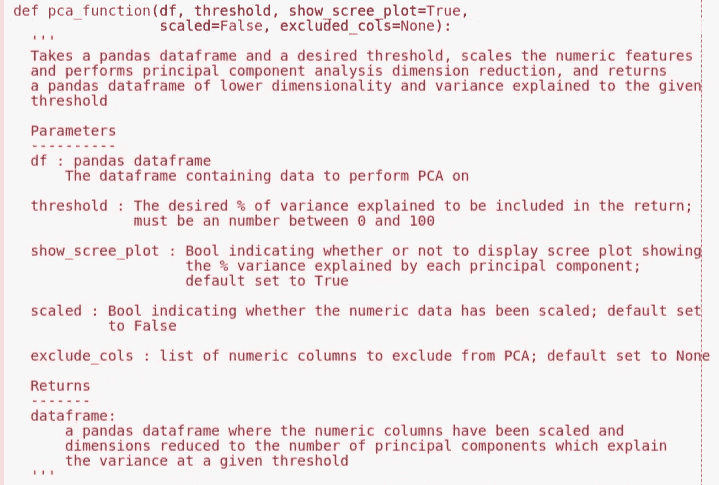 def pca_function(df, threshold, show_scree_plot=True,
scaled=False, excluded_cols=None):
'''
Takes a pandas dataframe and a desired threshold, scales the numeric features
and performs principal component analysis dimension reduction, and returns
a pandas dataframe of lower dimensionality and variance explained to the given
threshold
Parameters
----------
df : pandas dataframe
The dataframe containing data to perform PCA on
threshold : The desired % of variance explained to be included in the return;
must be an number between 0 and 100
show_scree_plot : Bool indicating whether or not to display scree plot showing
the % variance explained by each principal component;
default set to True
scaled : Bool indicating whether the numeric data has been scaled; default set
to False
exclude_cols : list of numeric columns to exclude from PCA; default set to None
Returns
-------
dataframe:
a pandas dataframe where the numeric columns have been scaled and
dimensions reduced to the number of principal components which explain
the variance at a given threshold
'''